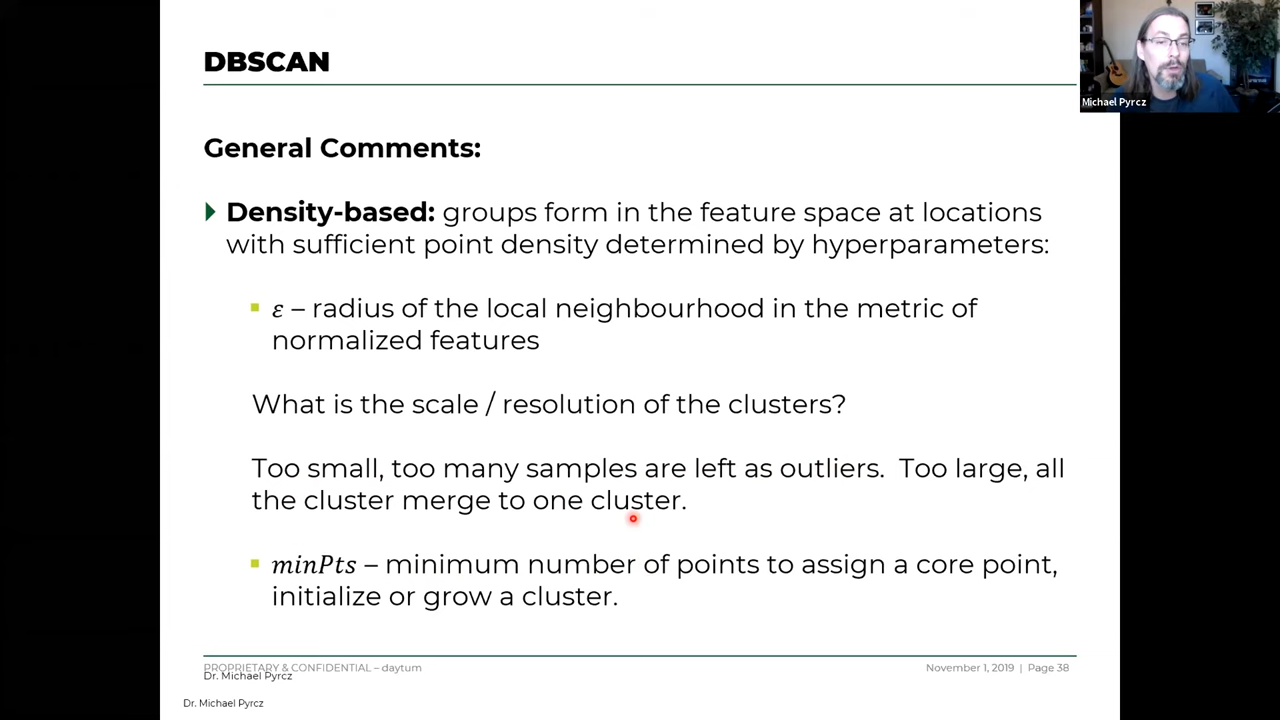 DBSCAN
Michael Pyrcz
General Comments:
Density-based: groups form in the feature space at locations
with sufficient point density determined by hyperparameters:
ε – radius of the local neighbourhood in the metric of
normalized features
What is the scale / resolution of the clusters?
Too small, too many samples are left as outliers. Too large, all
the cluster merge to one cluster.
minPts – minimum number of points to assign a core point,
initialize or grow a cluster.
PROPRIETARY & CONFIDENTIAL – daytum
November 1, 2019 | Page 38
Dr. Michael Pyrcz
Dr. Michael Pyrcz